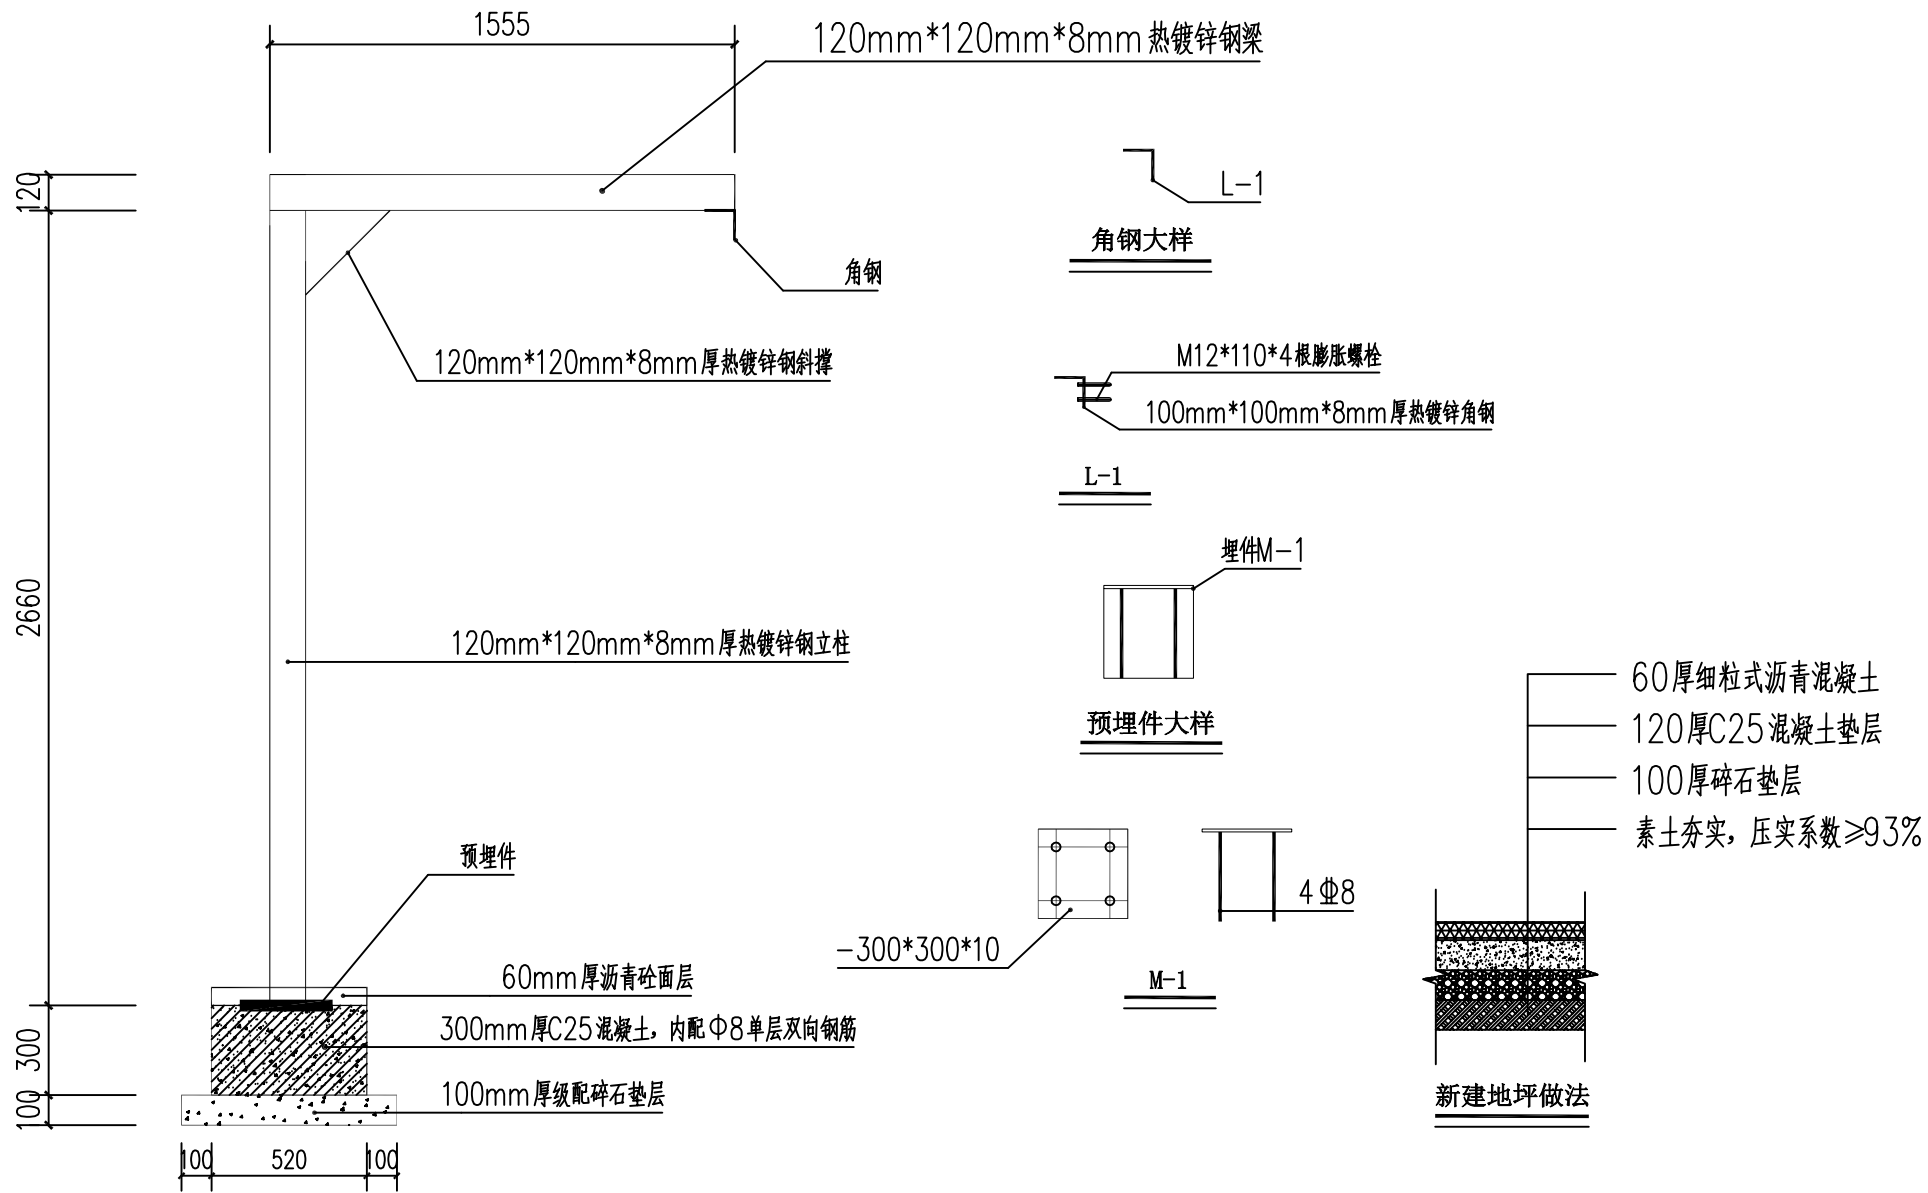 1555
120mm*120mm*8mm热镀锌钢梁
120
L-1
角钢大样
角钢
120mm*120mm*8mm厚热镀锌钢斜撑
M12*110*4根膨胀螺栓
100mm*100mm*8mm厚热镀锌角钢
L-1
埋件M-1
2660
120mm*120mm*8mm厚热镀锌钢立柱
预埋件大样
60厚细粒式沥青混凝土
120厚C25混凝土垫层
100厚碎石垫层
素土夯实，压实系数≥93%
预埋件
4Φ8
-300*300*10
M-1
60mm厚沥青砼面层
300mm厚C25混凝土，内配Φ8单层双向钢筋
300
100mm厚级配碎石垫层
100
新建地坪做法
100
520
100